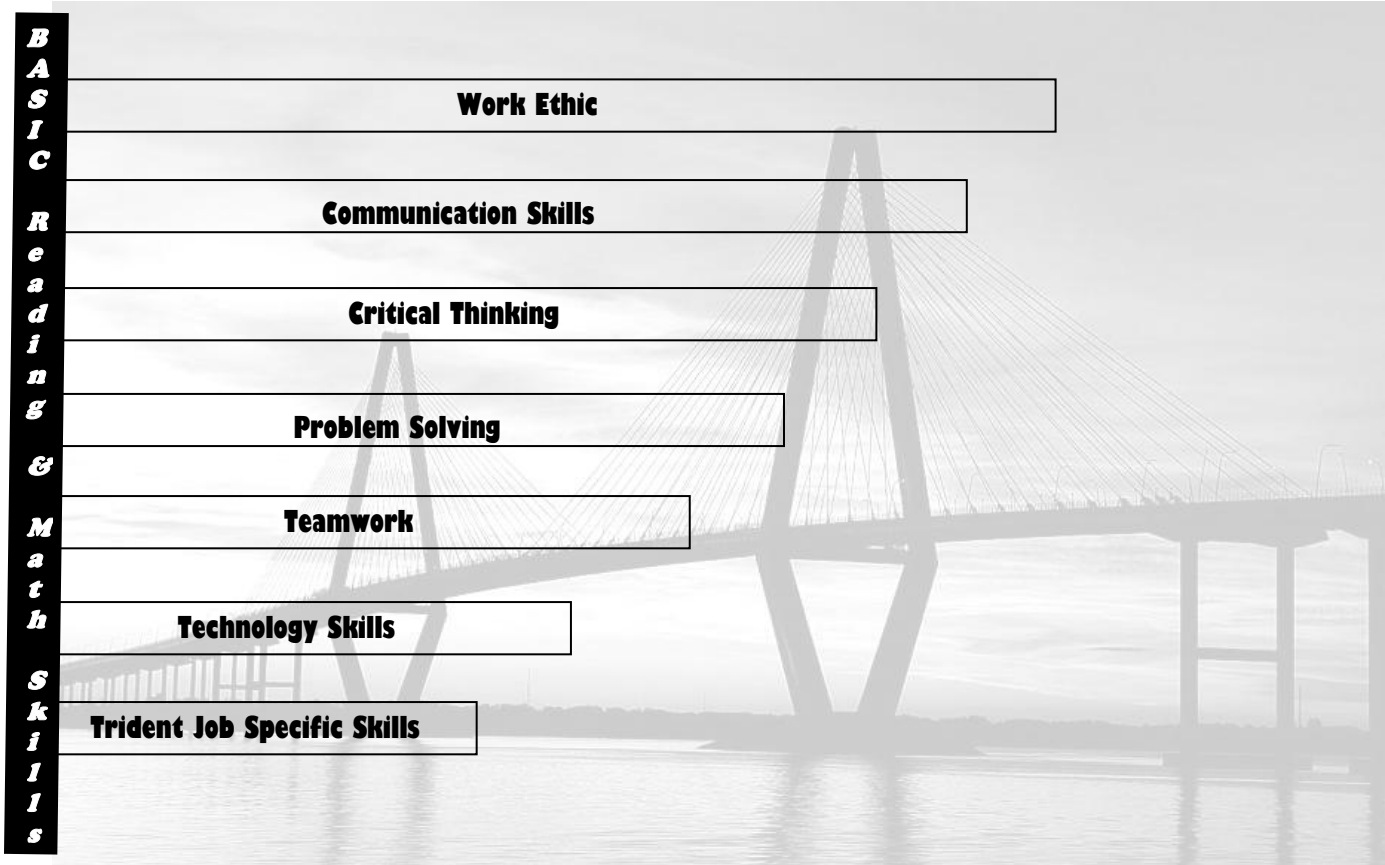 BASIC Reading & Math Skills
Work Ethic
Communication Skills
Critical Thinking
Problem Solving
Teamwork
Technology Skills
Trident Job Specific Skills